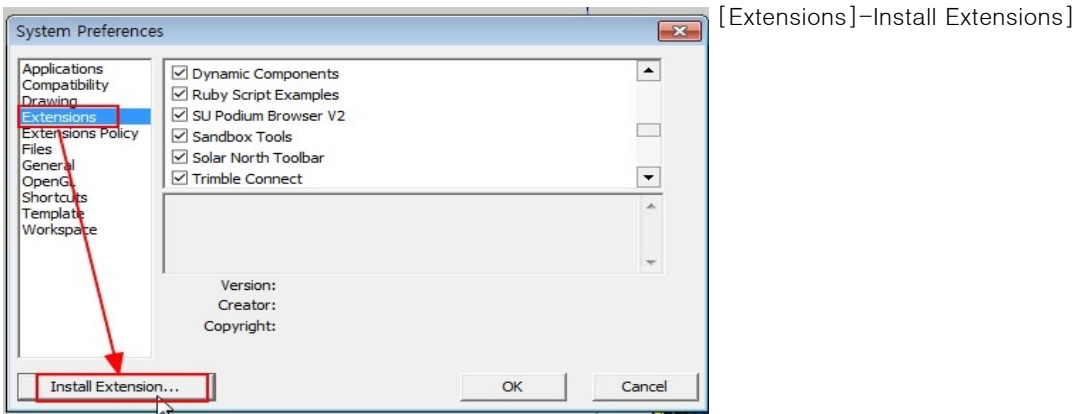 [Extensions]-Install Extensions]
System Preferences
Applications
Compatibility
Drawing
Extensions
Extensions Policy
Files
General
OpenGL
Shortcuts
Template
Workspace
Dynamic Components
Ruby Script Examples
SU Podium Browser V2
Sandbox Tools
Solar North Toolbar
Trimble Connect
Version:
Creator:
Copyright:
Install Extension...
OK
Cancel